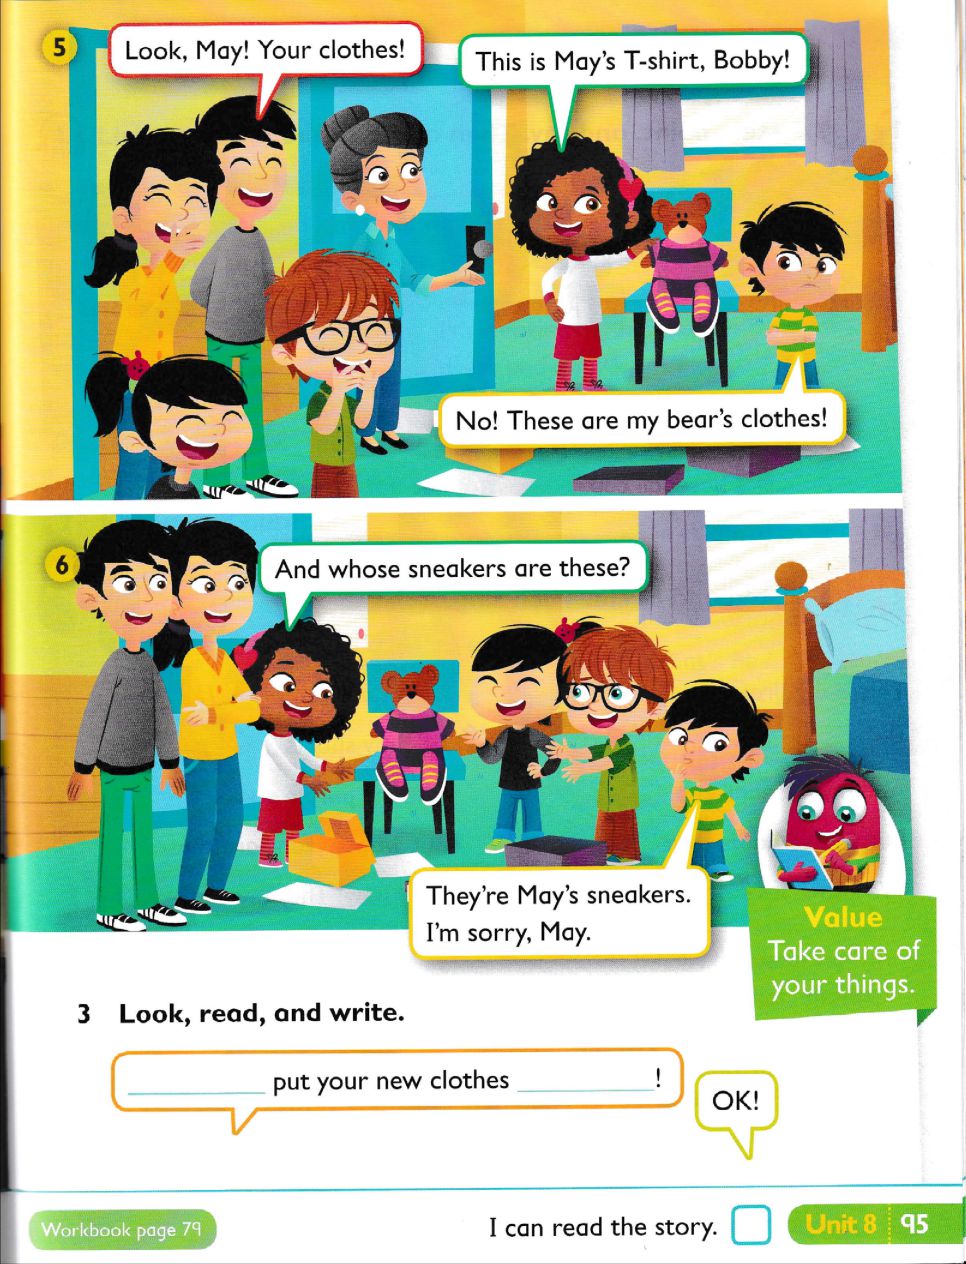 5
Look, May! Your clothes!
This is May's T-shirt, Bobby!
No! These are my bear's clothes!
6
And whose sneakers are these?
They're May's sneakers.
I'm sorry, May.
Value
Take care of
your things.
3 Look, read, and write.
____________ put your new clothes ____________!
OK!
Workbook page 79
I can read the story.
Unit 8 95